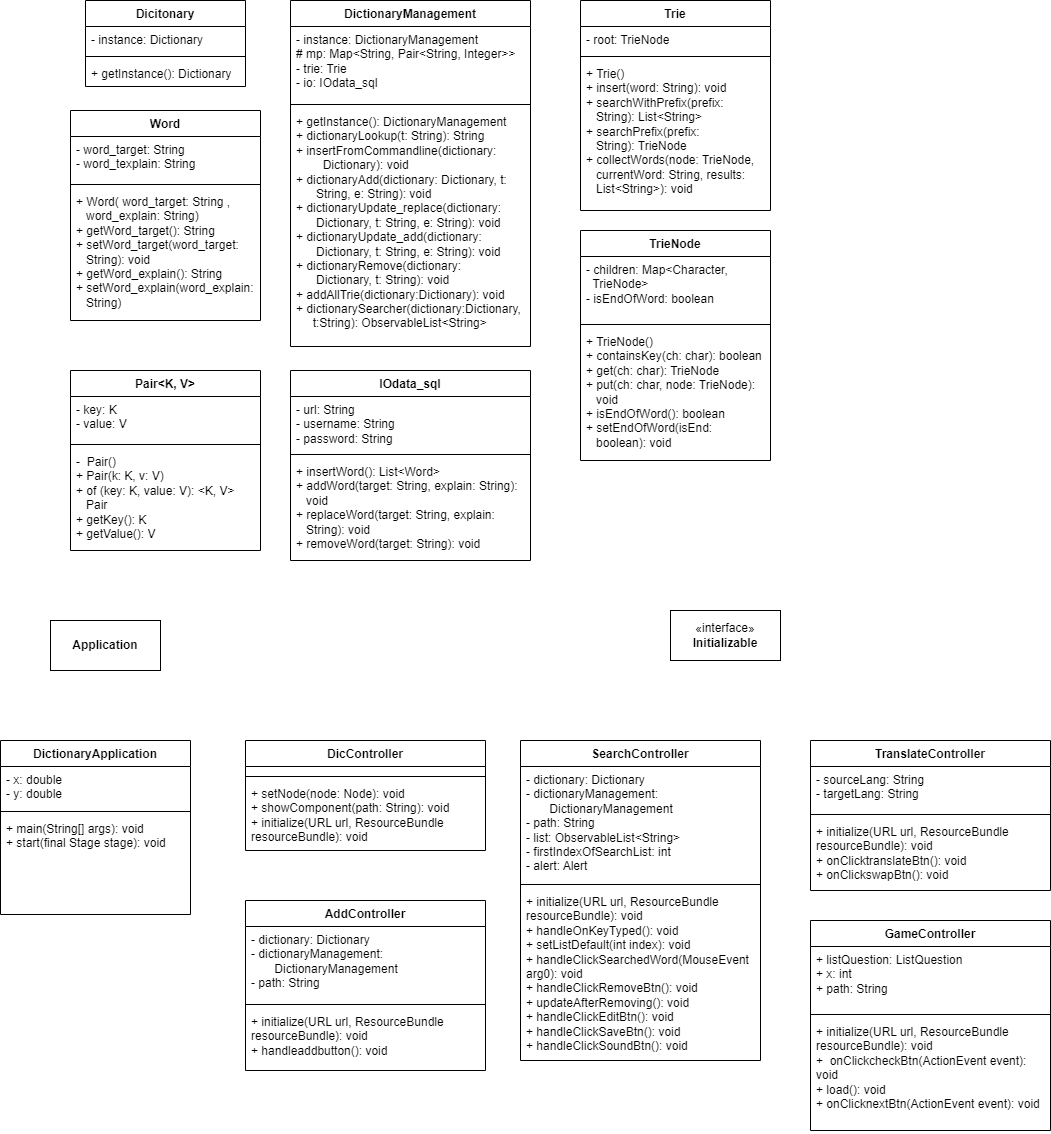 Dicitonary
- instance: Dictionary
+ getInstance(): Dictionary
DictionaryManagement
- instance: DictionaryManagement
# mp: Map<String, Pair<String, Integer>>
- trie: Trie
- io: IOdata_sql
+ getInstance(): DictionaryManagement
+ dictionaryLookup(t: String): String
+ insertFromCommandline(dictionary:
Dictionary): void
+ dictionaryAdd(dictionary: Dictionary, t:
String, e: String): void
+ dictionaryUpdate_replace(dictionary:
Dictionary, t: String, e: String): void
+ dictionaryUpdate_add(dictionary:
Dictionary, t: String, e: String): void
+ dictionaryRemove(dictionary:
Dictionary, t: String): void
+ addAllTrie(dictionary:Dictionary): void
+ dictionarySearcher(dictionary:Dictionary,
t:String): ObservableList<String>
Trie
- root: TrieNode
+ Trie()
+ insert(word: String): void
+ searchWithPrefix(prefix:
String): List<String>
+ searchPrefix(prefix:
String): TrieNode
+ collectWords(node: TrieNode,
currentWord: String, results:
List<String>): void
Word
- word_target: String
- word_texplain: String
+ Word( word_target: String ,
word_explain: String)
+ getWord_target(): String
+ setWord_target(word_target:
String): void
+ getWord_explain(): String
+ setWord_explain(word_explain:
String)
TrieNode
- children: Map<Character,
TrieNode>
- isEndOfWord: boolean
+ TrieNode()
+ containsKey(ch: char): boolean
+ get(ch: char): TrieNode
+ put(ch: char, node: TrieNode):
void
+ isEndOfWord(): boolean
+ setEndOfWord(isEnd:
boolean): void
Pair<K, V>
- key: K
- value: V
- Pair()
+ Pair(k: K, v: V)
+ of (key: K, value: V): <K, V>
Pair
+ getKey(): K
+ getValue(): V
IOdata_sql
- url: String
- username: String
- password: String
+ insertWord(): List<Word>
+ addWord(target: String, explain: String):
void
+ replaceWord(target: String, explain:
String): void
+ removeWord(target: String): void
Application
«interface»
Initializable
DictionaryApplication
- x: double
- y: double
+ main(String[] args): void
+ start(final Stage stage): void
DicController
+ setNode(node: Node): void
+ showComponent(path: String): void
+ initialize(URL url, ResourceBundle
resourceBundle): void
SearchController
- dictionary: Dictionary
- dictionaryManagement:
DictionaryManagement
- path: String
- list: ObservableList<String>
- firstIndexOfSearchList: int
- alert: Alert
+ initialize(URL url, ResourceBundle
resourceBundle): void
+ handleOnKeyTyped(): void
+ setListDefault(int index): void
+ handleClickSearchedWord(MouseEvent
arg0): void
+ handleClickRemoveBtn(): void
+ updateAfterRemoving(): void
+ handleClickEditBtn(): void
+ handleClickSaveBtn(): void
+ handleClickSoundBtn(): void
TranslateController
- sourceLang: String
- targetLang: String
+ initialize(URL url, ResourceBundle
resourceBundle): void
+ onClicktranslateBtn(): void
+ onClickswapBtn(): void
AddController
- dictionary: Dictionary
- dictionaryManagement:
DictionaryManagement
- path: String
+ initialize(URL url, ResourceBundle
resourceBundle): void
+ handleaddbutton(): void
GameController
+ listQuestion: ListQuestion
+ x: int
+ path: String
+ initialize(URL url, ResourceBundle
resourceBundle): void
+ onClickcheckBtn(ActionEvent event):
void
+ load(): void
+ onClicknextBtn(ActionEvent event): void